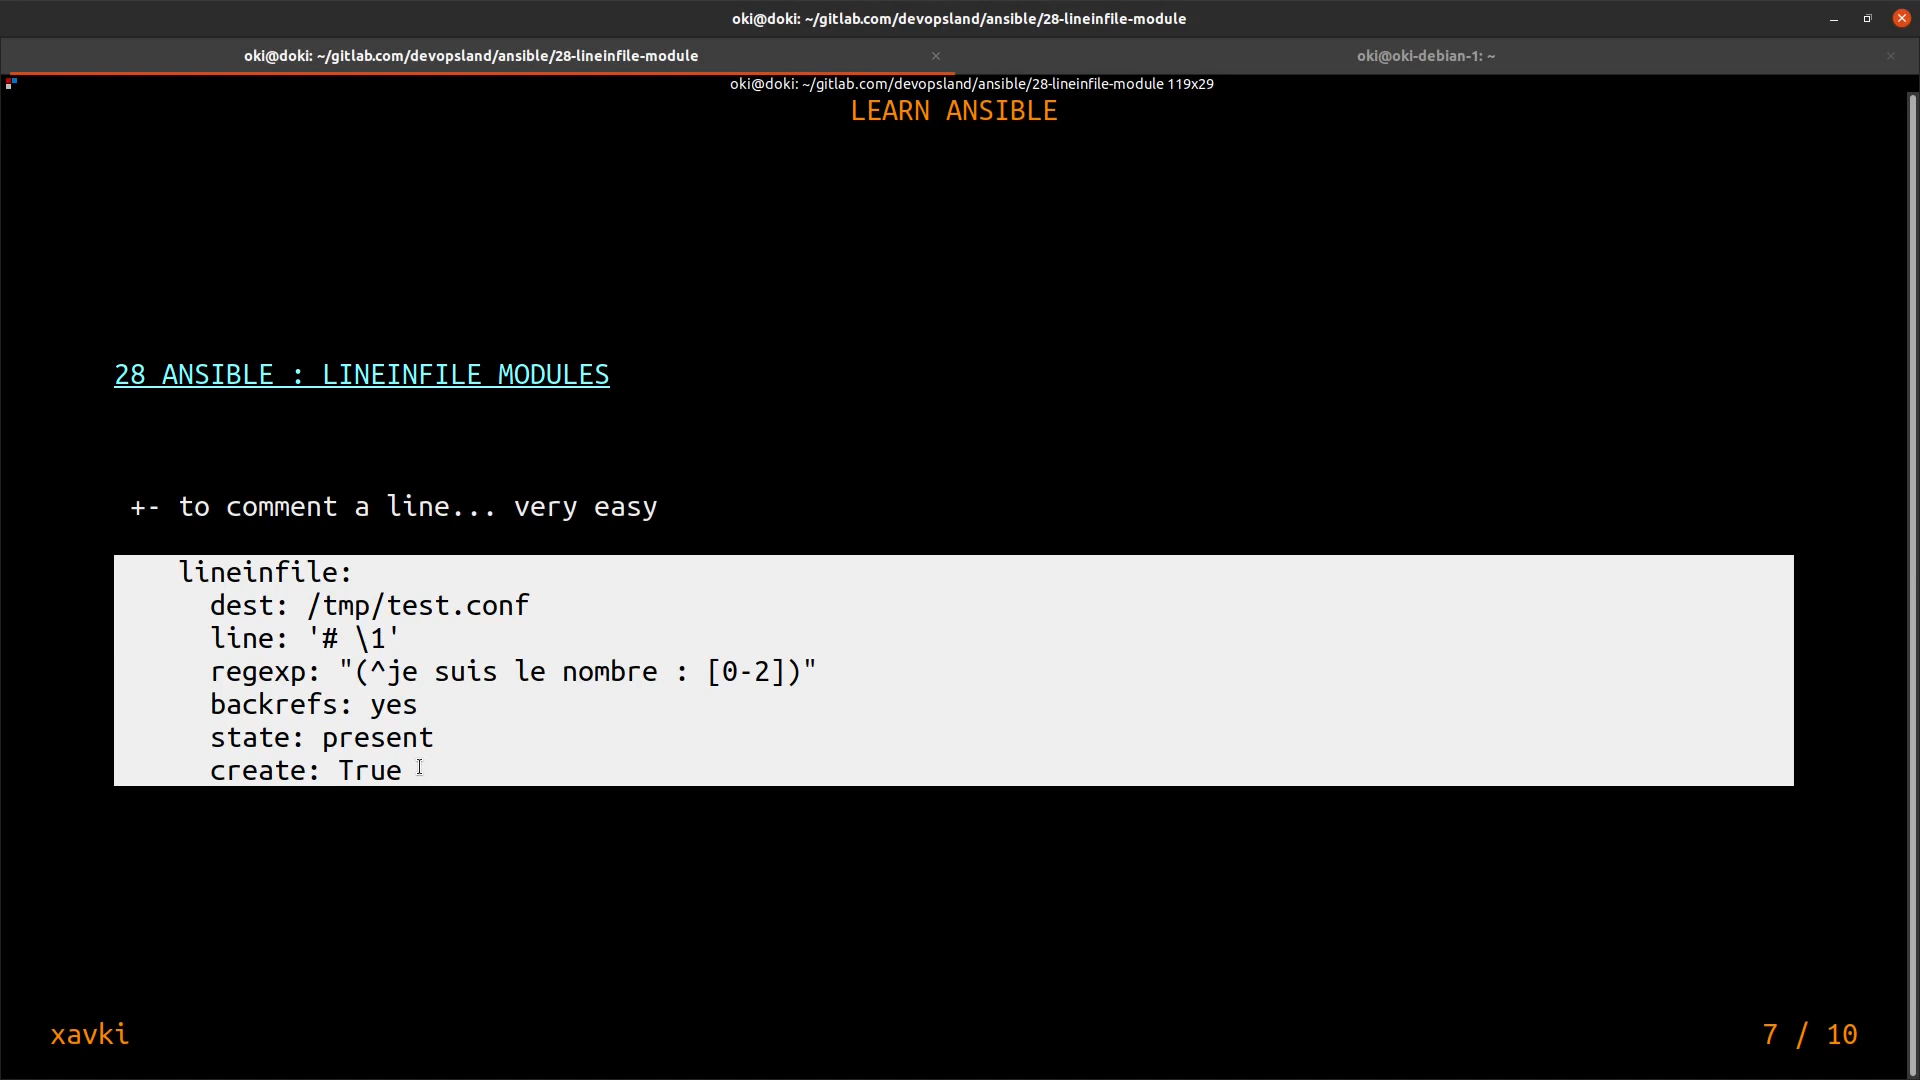 oki@doki: ~/gitlab.com/devopsland/ansible/28-lineinfile-module
oki@doki: ~/gitlab.com/devopsland/ansible/28-lineinfile-module
oki@oki-debian-1: ~
oki@doki: ~/gitlab.com/devopsland/ansible/28-lineinfile-module 119x29
LEARN ANSIBLE
28 ANSIBLE : LINEINFILE MODULES
+- to comment a line... very easy
lineinfile:
dest: /tmp/test.conf
line: '# \1'
regexp: "(^je suis le nombre : [0-2])"
backrefs: yes
state: present
create: True
xavki
7 / 10